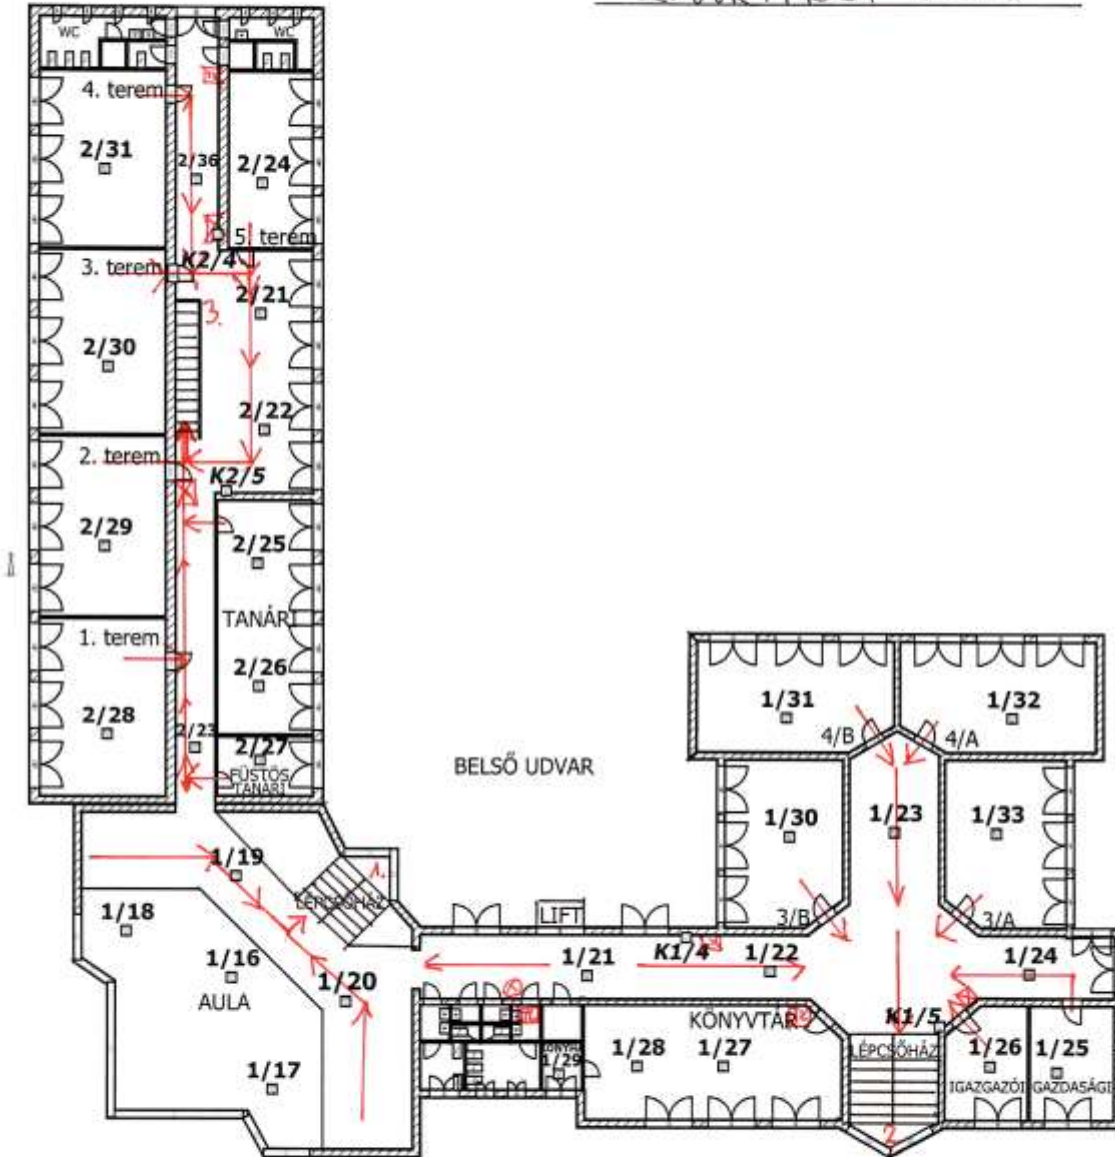 WC
WC
4. terem
2/31
2/36
2/24
5. terem
K2/4
3. terem
2/21
3.
2/30
2/22
2. terem
K2/5
2/29
2/25
TANÁRI
1. terem
2/26
2/28
2/23
2/27
FÜSTÖS
TANÁRI
BELSŐ UDVAR
1/31
1/32
4/B
4/A
1/30
1/23
1/33
1/19
1.
LÉPCSŐHÁZ
1/18
LIFT
3/B
3/A
K1/4
1/16
1/21
1/22
1/24
AULA
1/20
KÖNYVTÁR
K1/5
1/29
1/28
1/27
LÉPCSŐHÁZ
1/26
1/25
1/17
IGAZGAZÓI
GAZDASÁGI
2.